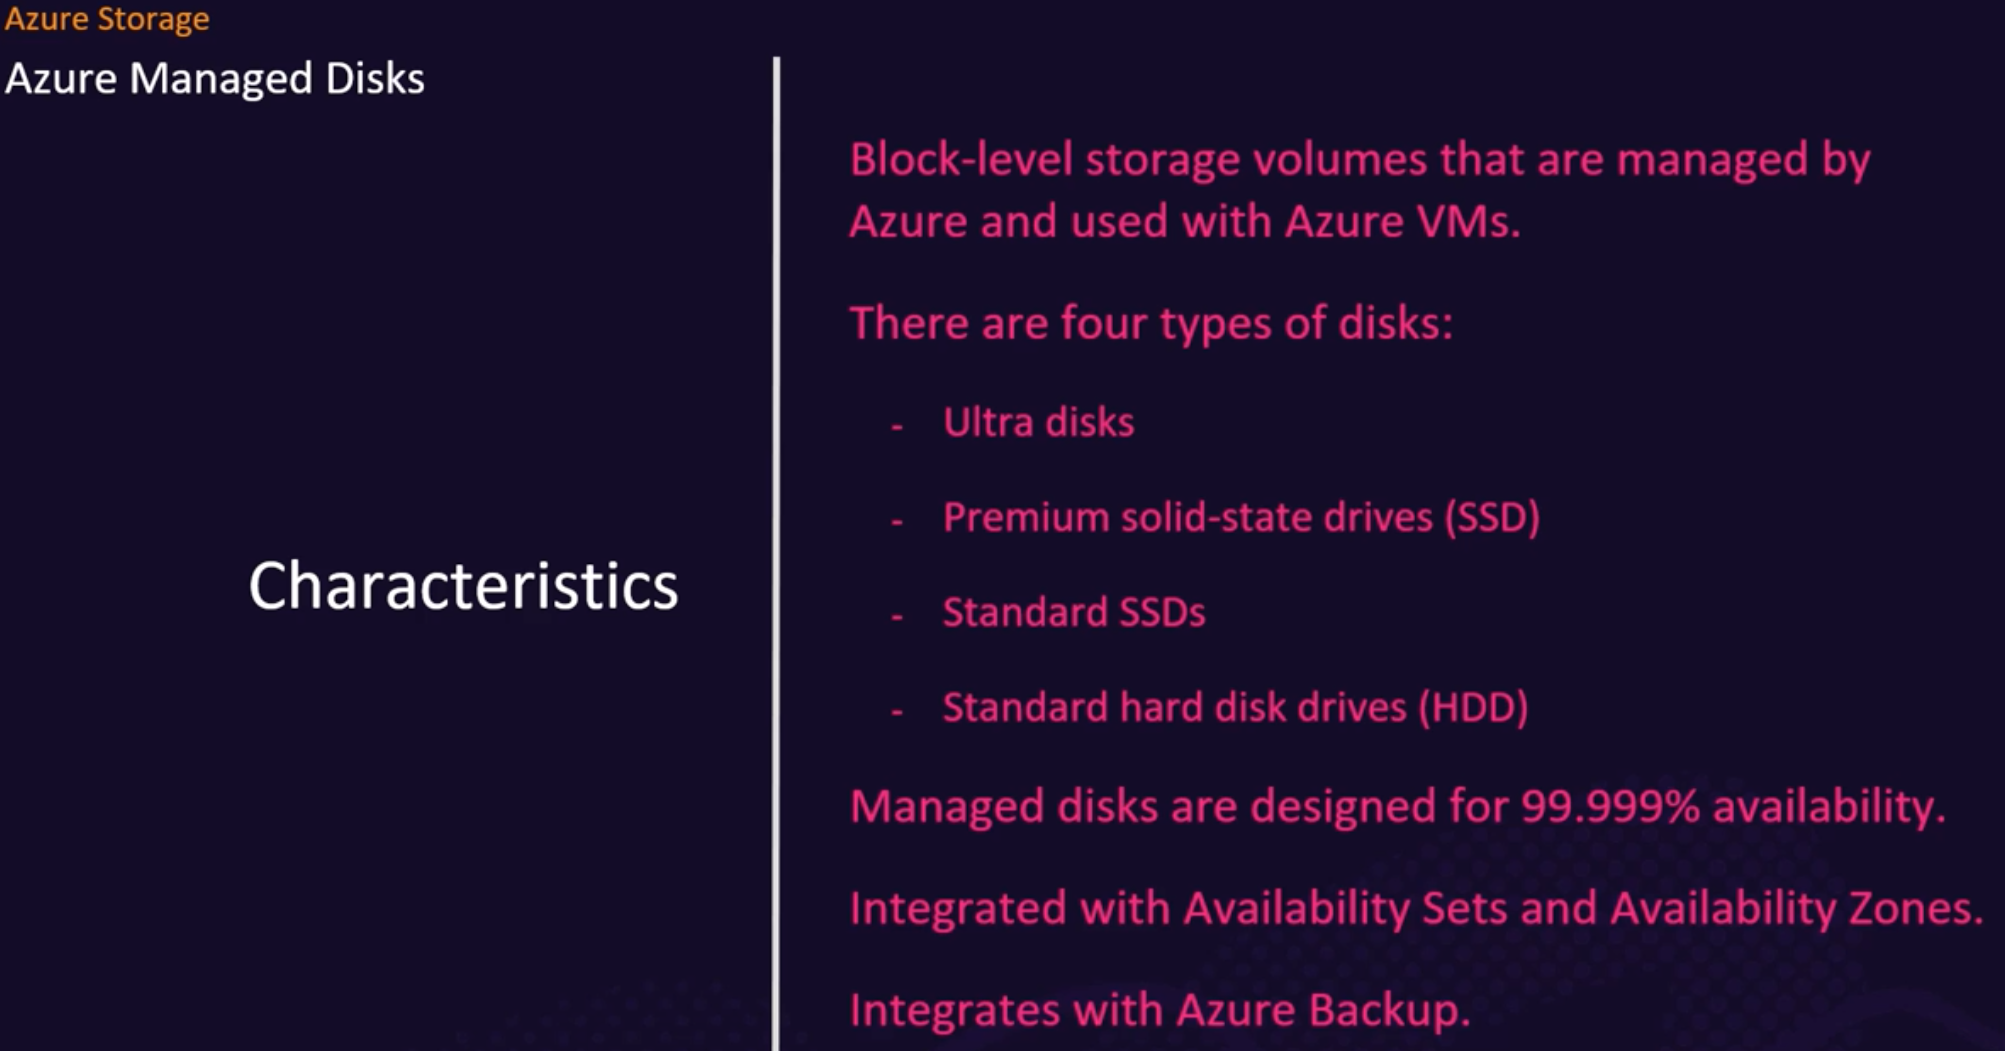 Azure Storage
Azure Managed Disks
Characteristics
Block-level storage volumes that are managed by
Azure and used with Azure VMs.
There are four types of disks:
- Ultra disks
- Premium solid-state drives (SSD)
- Standard SSDs
- Standard hard disk drives (HDD)
Managed disks are designed for 99.999% availability.
Integrated with Availability Sets and Availability Zones.
Integrates with Azure Backup.